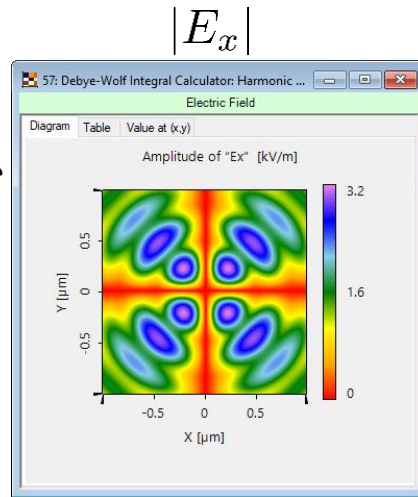 |E_x|
57: Debye-Wolf Integral Calculator: Harmonic ...
Electric Field
Diagram Table Value at (x,y)
Amplitude of "Ex" [kV/m]
3.2
1.6
0
0.5
0
-0.5
Y [µm]
-0.5 0 0.5
X [µm]